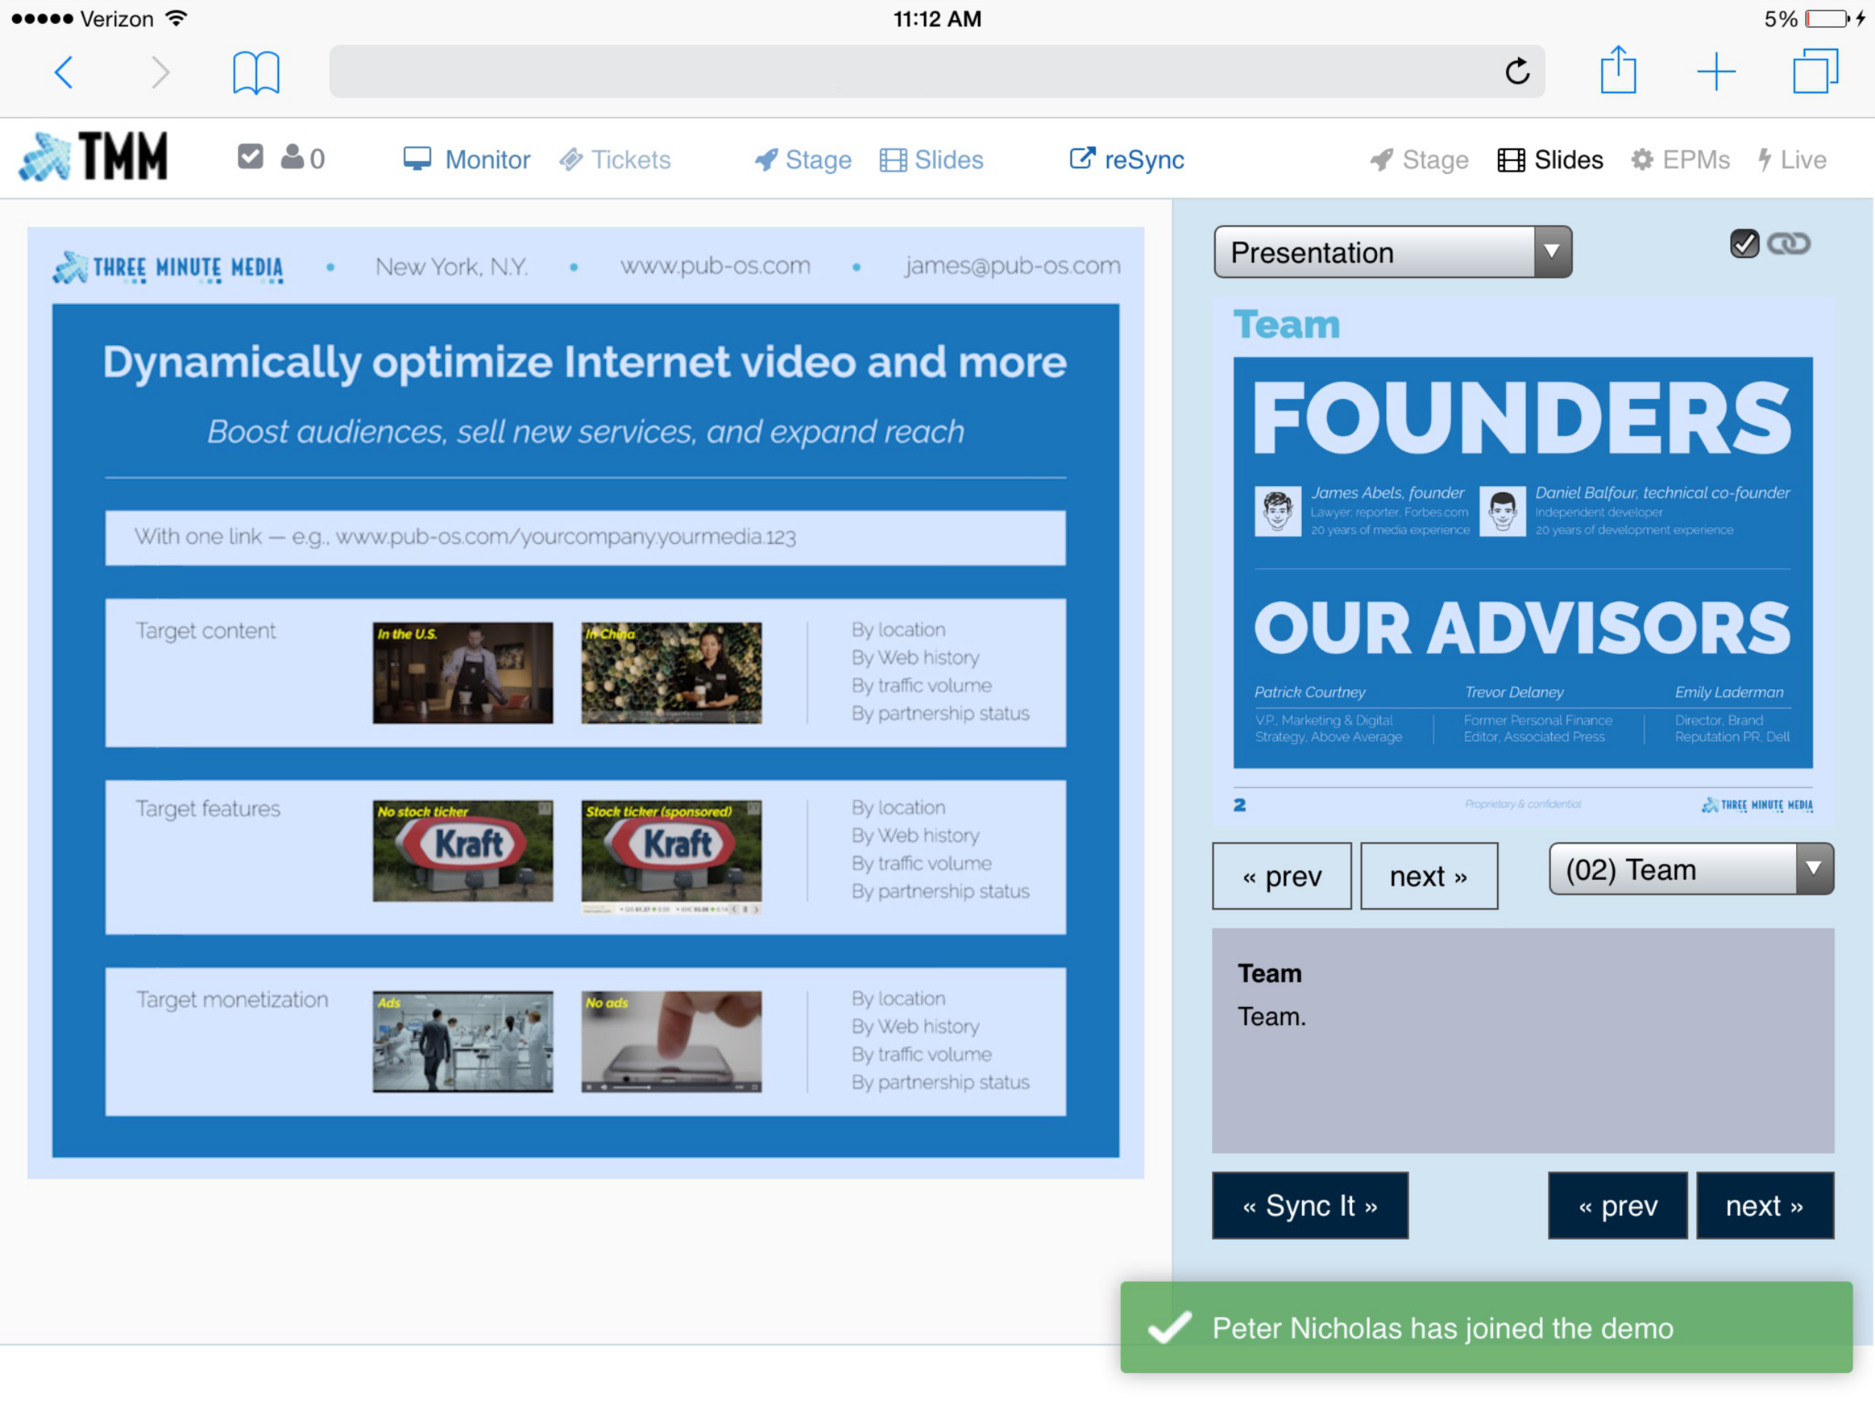 Verizon
11:12 AM
5%
TMM
0
Monitor
Tickets
Stage
Slides
reSync
Stage
Slides
EPMs
Live
THREE MINUTE MEDIA • New York, N.Y. • www.pub-os.com • james@pub-os.com
Dynamically optimize Internet video and more
Boost audiences, sell new services, and expand reach
With one link — e.g., www.pub-os.com/yourcompany.yourmedia.123
Target content
In the U.S.
In China
By location
By Web history
By traffic volume
By partnership status
Target features
No stock ticker
Kraft
Stock ticker (sponsored)
Kraft
By location
By Web history
By traffic volume
By partnership status
Target monetization
Ads
No ads
By location
By Web history
By traffic volume
By partnership status
Presentation
Team
FOUNDERS
James Abels, founder
Lawyer, reporter, Forbes.com
20 years of media experience
Daniel Balfour, technical co-founder
Independent developer
20 years of development experience
OUR ADVISORS
Patrick Courtney
V.P., Marketing & Digital
Strategy, Above Average
Trevor Delaney
Former Personal Finance
Editor, Associated Press
Emily Laderman
Director, Brand
Reputation PR, Dell
2
Proprietary & confidential
THREE MINUTE MEDIA
« prev
next »
(02) Team
Team
Team.
« Sync It »
« prev
next »
Peter Nicholas has joined the demo